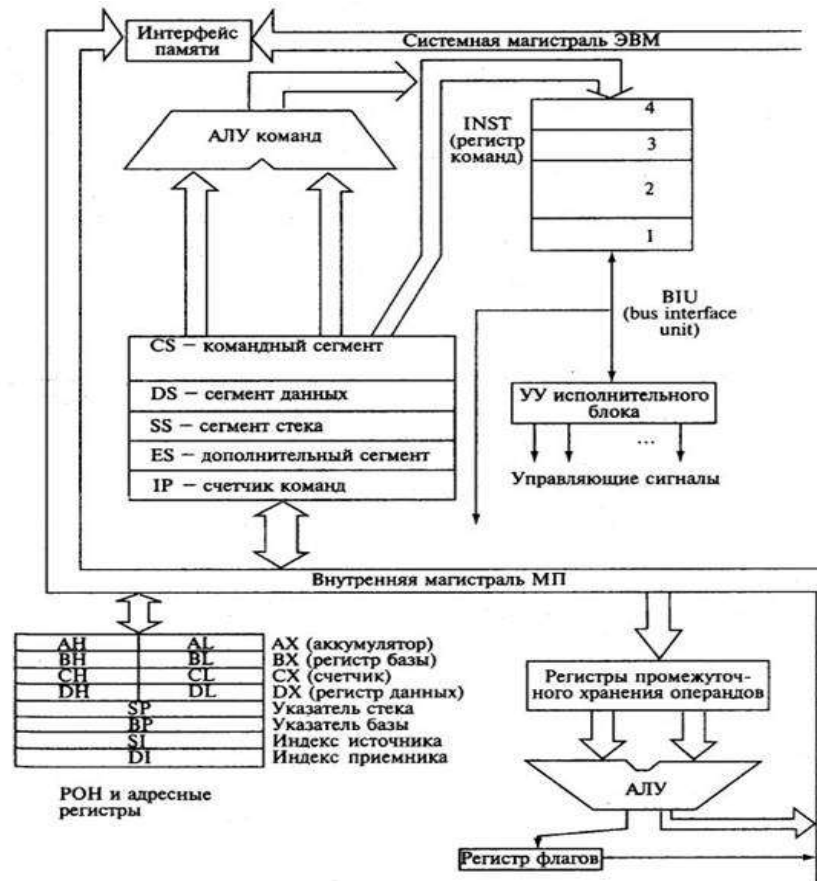 Интерфейс
памяти
Системная магистраль ЭВМ
АЛУ команд
INST
(регистр
команд)
4
3
2
1
BIU
(bus interface
unit)
CS – командный сегмент
DS – сегмент данных
SS – сегмент стека
ES – дополнительный сегмент
IP – счетчик команд
УУ исполнительного
блока
...
Управляющие сигналы
Внутренняя магистраль МП
AH AL AX (аккумулятор)
BH BL BX (регистр базы)
CH CL CX (счетчик)
DH DL DX (регистр данных)
SP Указатель стека
BP Указатель базы
SI Индекс источника
DI Индекс приемника
РОН и адресные
регистры
Регистры промежуточ-
ного хранения операндов
АЛУ
Регистр флагов